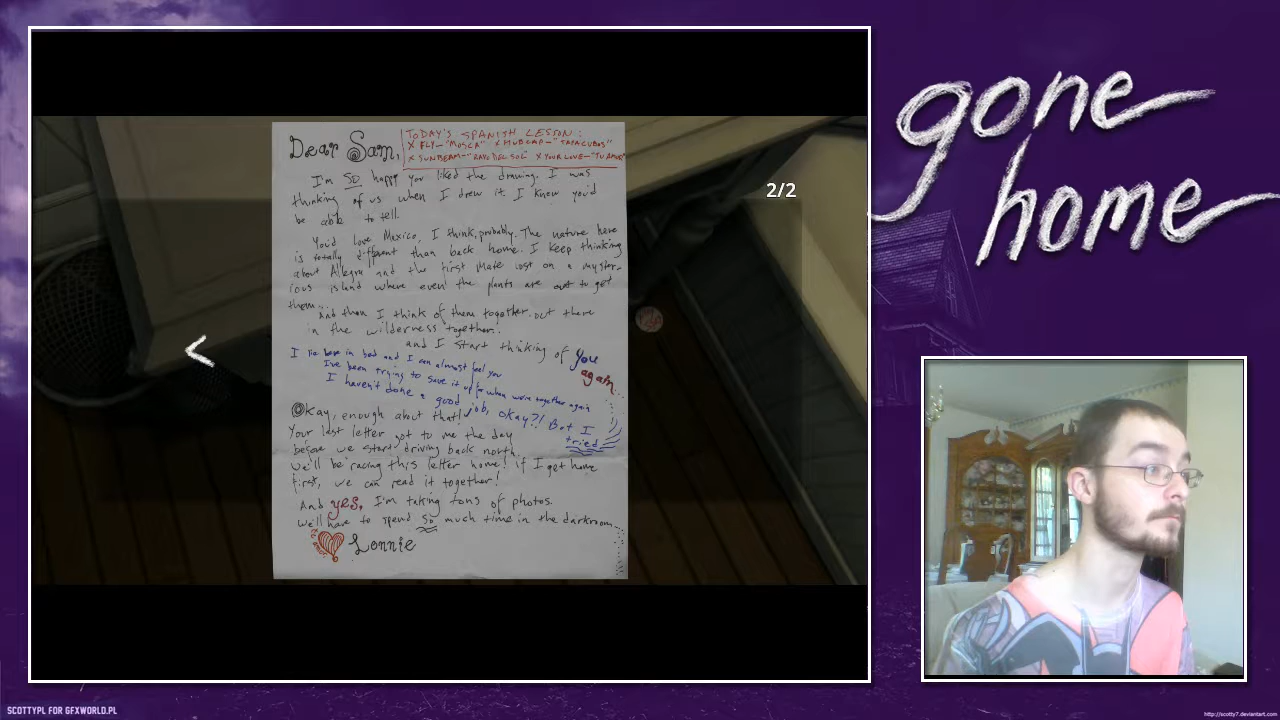 gone
home
2/2
<
Dear Sam,
TODAY'S SPANISH LESSON:
x FLY-"MOSCA" x HUBCAP-"TAPACUBOS"
x SUNBEAM-"RAYO DEL SOL" x YOUR LOVE-"TU AMOR"
I'm SO happy you liked the drawing. I was
thinking of us when I drew it. I knew you'd
be able to tell.
You'd love Mexico, I think, probably. The nature here
is totally different than back home. I keep thinking
about Allegra and the First Mate lost on a myster-
ious island where even the plants are out to get
them...
And then I think of them together, out there
in the wilderness together..
and I start thinking of you
again.
I lie here in bed and I can almost feel you
I've been trying to save it up for when we're together again
I haven't done a good job, okay?! But I
tried
Okay, enough about that!
Your last letter got to me the day
before we start driving back north.
We'll be racing this letter home! if I get home
first, we can read it together!
And yes, I'm taking tons of photos.
we'll have to spend SO much time in the darkroom...
Lonnie
SCOTTYPL FOR GFXWORLD.PL
http://scotty7.deviantart.com